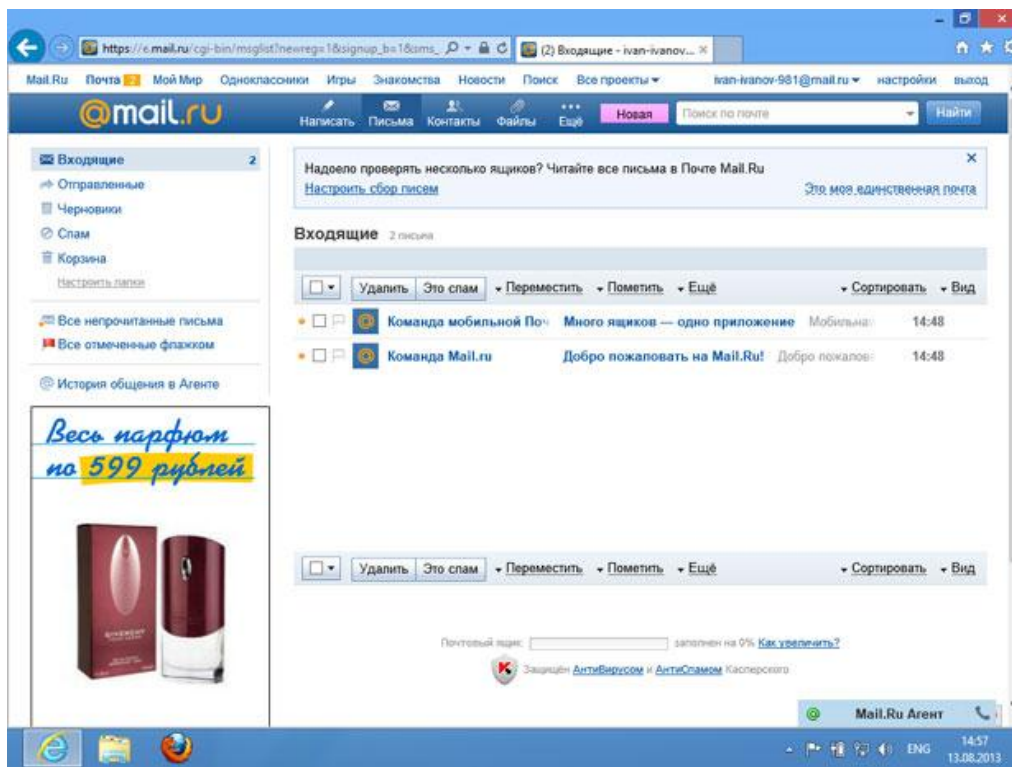 https://e.mail.ru/cgi-bin/msglist?newreg=1&signup_b=1&sms_
(2) Входящие - ivan-ivanov...
Mail.Ru Почта 2 Мой Мир Одноклассники Игры Знакомства Новости Поиск Все проекты ivan-ivanov-981@mail.ru настройки выход
@mail.ru Написать Письма Контакты Файлы Ещё Новая Поиск по почте Найти
Входящие 2
Отправленные
Черновики
Спам
Корзина
Настроить папки
Все непрочитанные письма
Все отмеченные флажком
История общения в Агенте
Весь парфюм
по 599 рублей
GIVENCHY
Надоело проверять несколько ящиков? Читайте все письма в Почте Mail.Ru
Настроить сбор писем Это моя единственная почта
Входящие 2 письма
Удалить Это спам Переместить Пометить Ещё Сортировать Вид
Команда мобильной Поч Много ящиков — одно приложение Мобильна 14:48
Команда Mail.ru Добро пожаловать на Mail.Ru! Добро пожалов 14:48
Удалить Это спам Переместить Пометить Ещё Сортировать Вид
Почтовый ящик: заполнен на 0% Как увеличить?
Защищён АнтиВирусом и АнтиСпамом Касперского
Mail.Ru Агент
ENG 14:57
13.08.2013